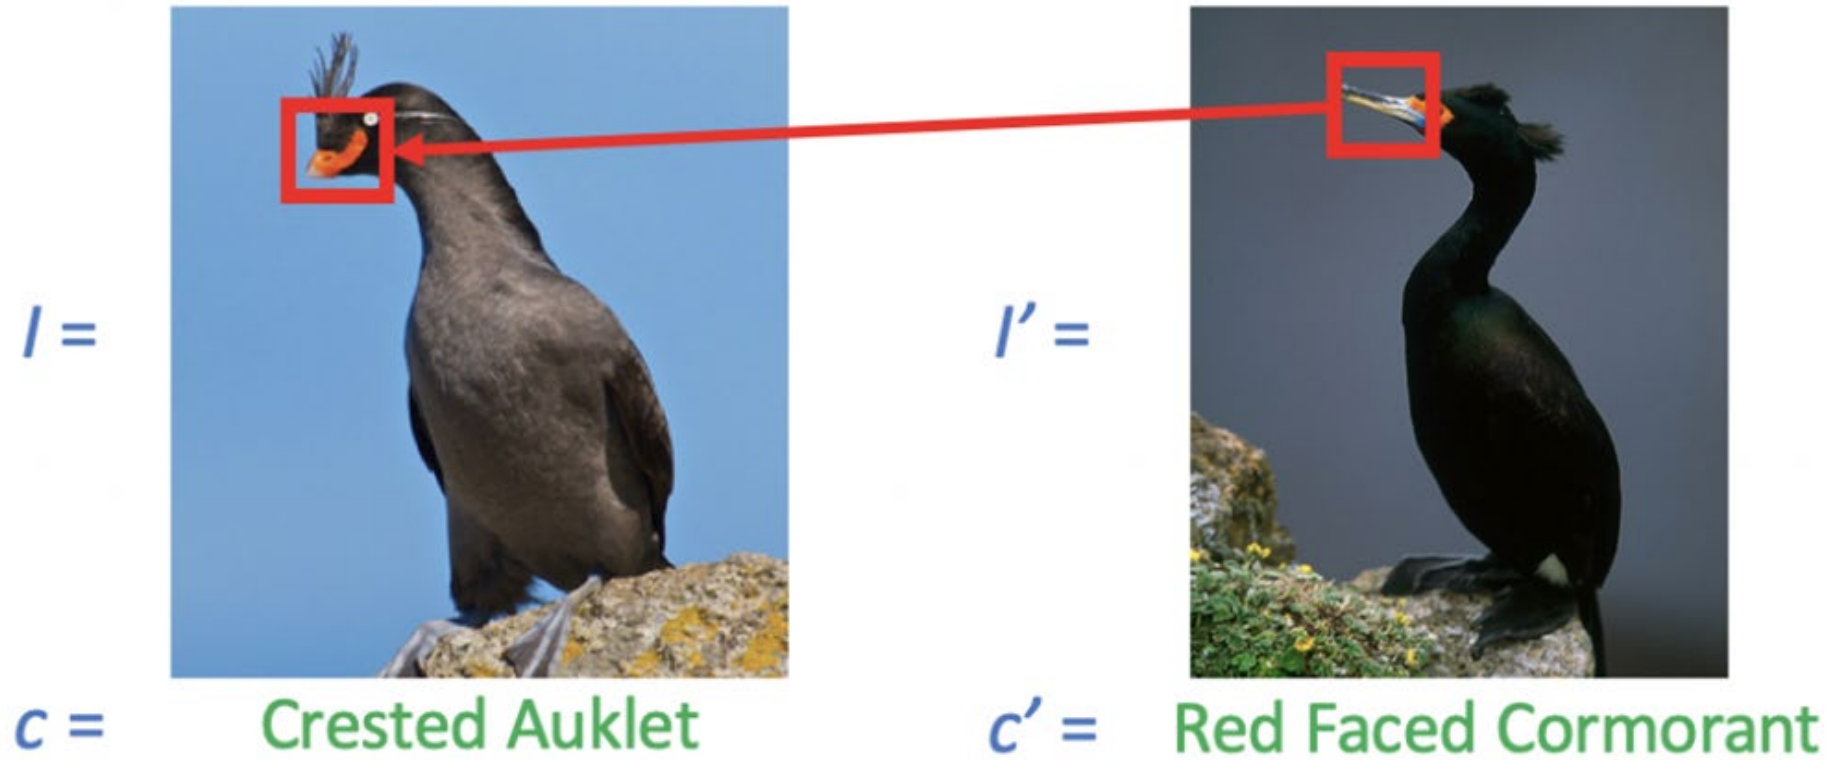 I =
I′ =
c = Crested Auklet
c′ = Red Faced Cormorant